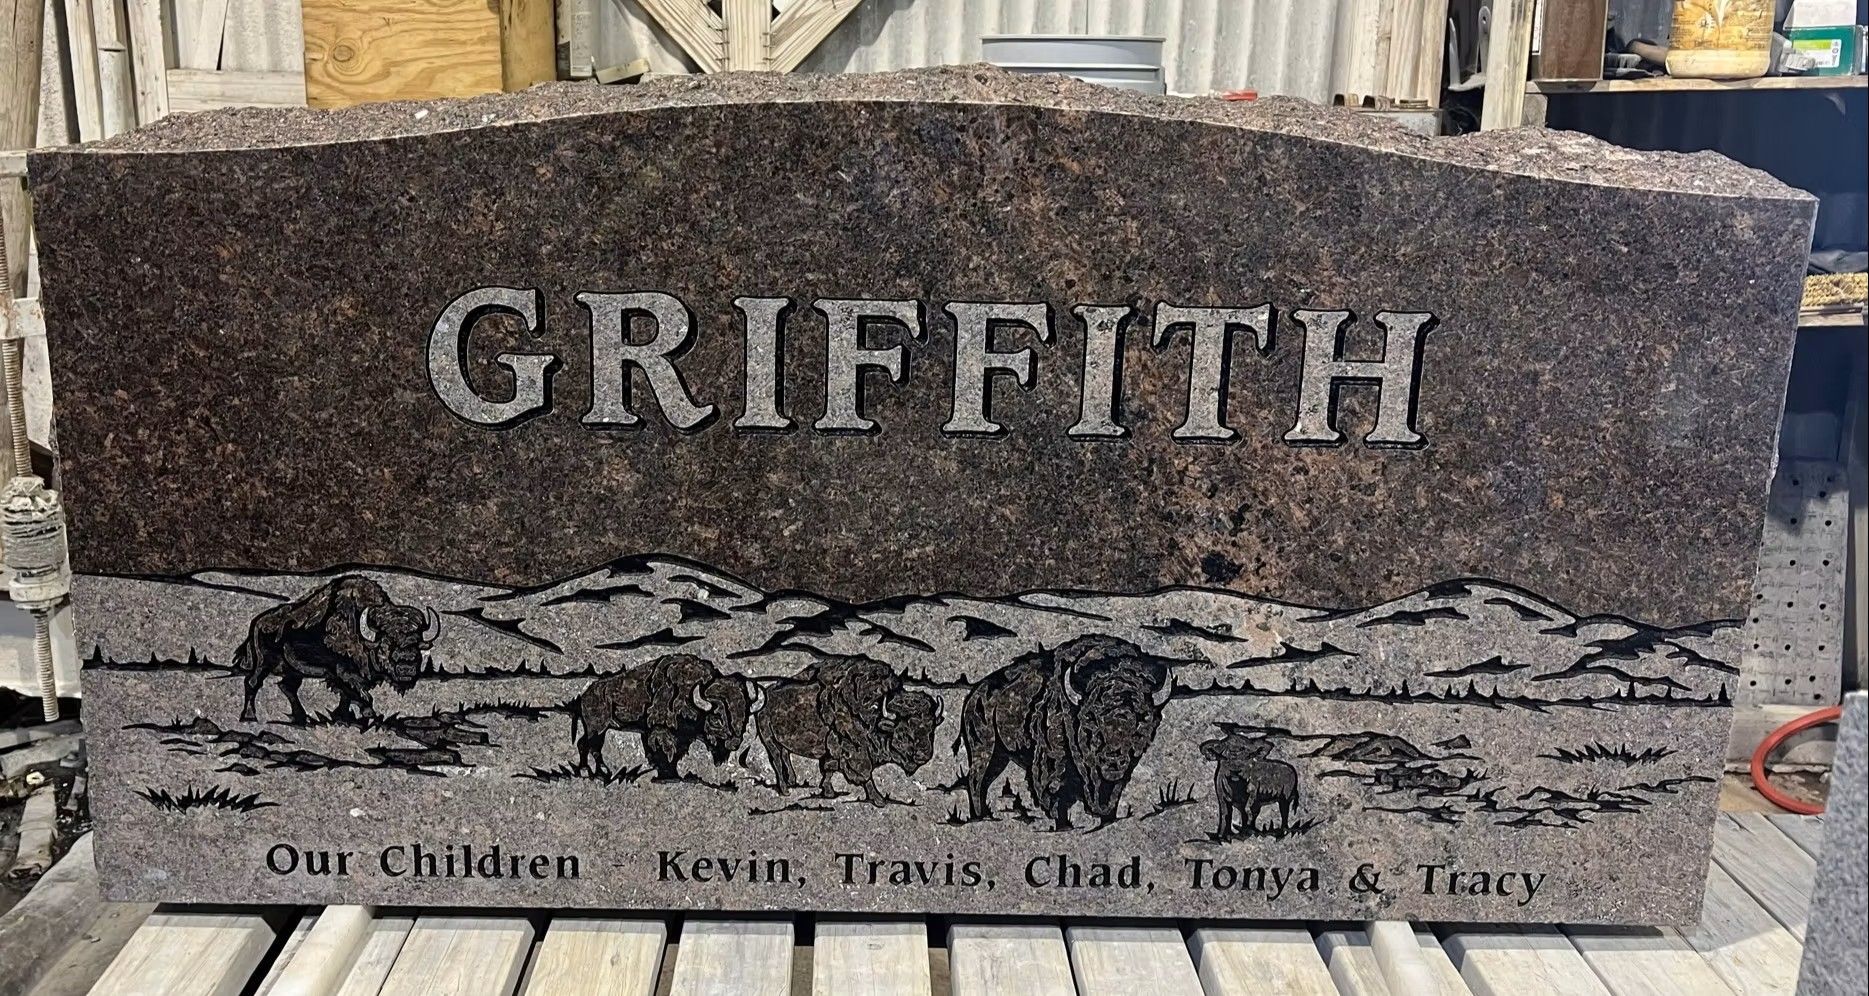 GRIFFITH
Our Children - Kevin, Travis, Chad, Tonya & Tracy